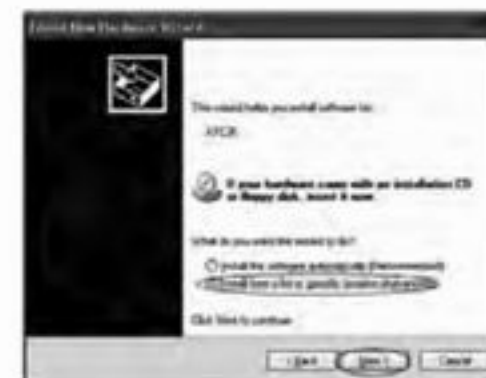 Found New Hardware Wizard
This wizard helps you install software for:
If your hardware came with an installation CD
or floppy disk, insert it now.
What do you want the wizard to do?
Install the software automatically (Recommended)
Install from a list or specific location (Advanced)
Click Next to continue.
< Back
Next >
Cancel